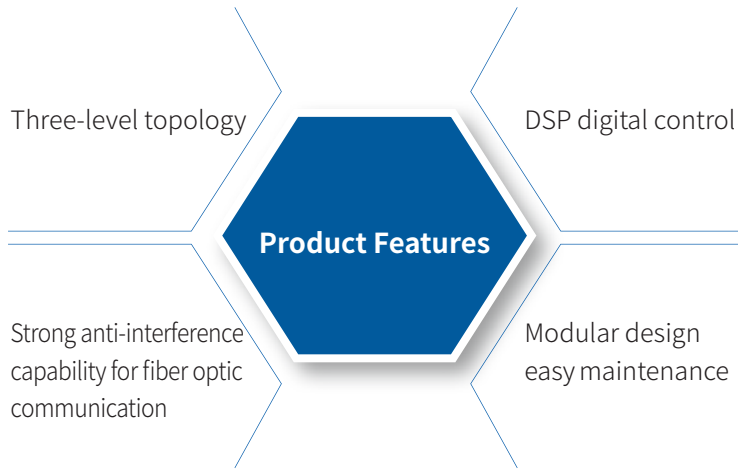 Three-level topology
DSP digital control
Product Features
Strong anti-interference
capability for fiber optic
communication
Modular design
easy maintenance